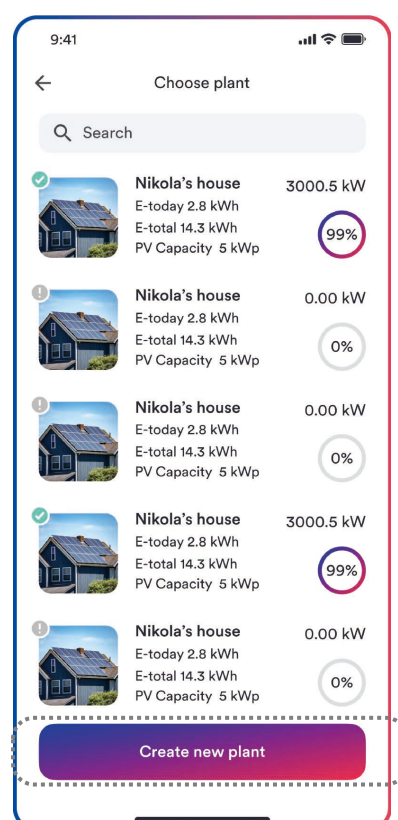 9:41
Choose plant
Search
Nikola's house 3000.5 kW
E-today 2.8 kWh
E-total 14.3 kWh 99%
PV Capacity 5 kWp
Nikola's house 0.00 kW
E-today 2.8 kWh
E-total 14.3 kWh 0%
PV Capacity 5 kWp
Nikola's house 0.00 kW
E-today 2.8 kWh
E-total 14.3 kWh 0%
PV Capacity 5 kWp
Nikola's house 3000.5 kW
E-today 2.8 kWh
E-total 14.3 kWh 99%
PV Capacity 5 kWp
Nikola's house 0.00 kW
E-today 2.8 kWh
E-total 14.3 kWh 0%
PV Capacity 5 kWp
Create new plant